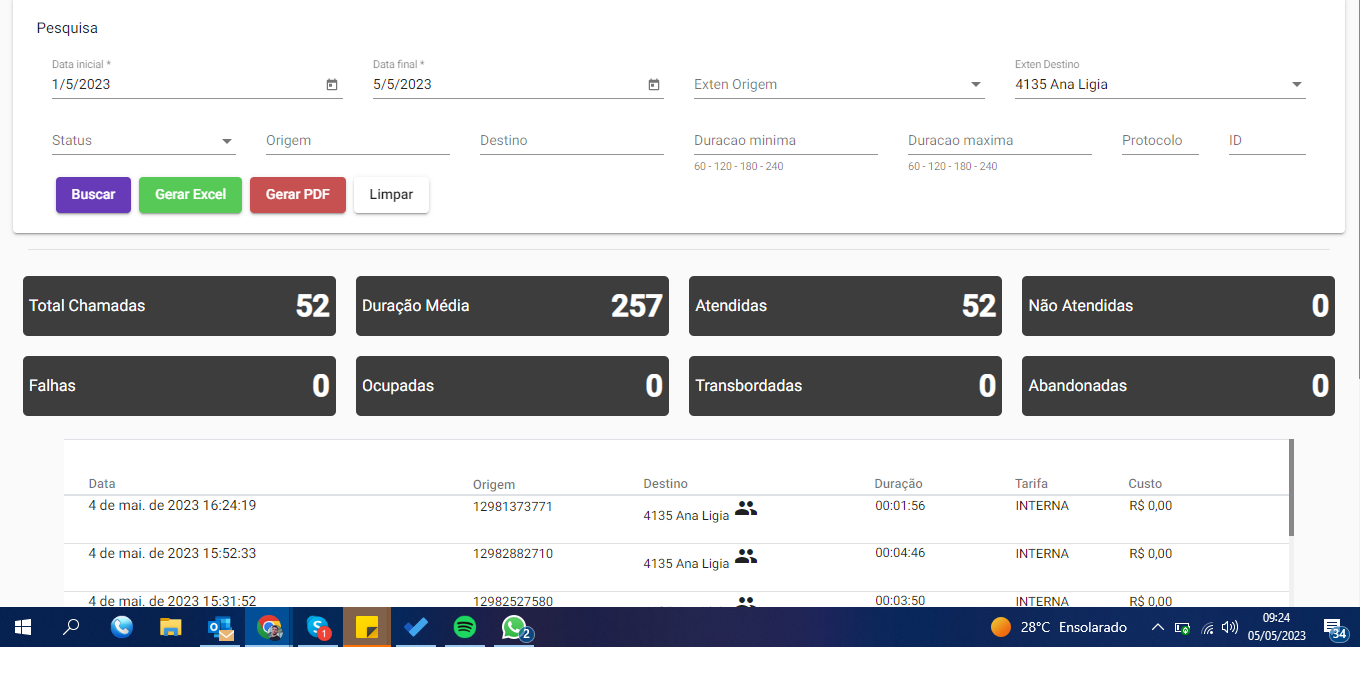 Pesquisa
Data inicial * Data final * Exten Destino
1/5/2023 5/5/2023 Exten Origem 4135 Ana Ligia
Status Origem Destino Duracao minima Duracao maxima Protocolo ID
60 - 120 - 180 - 240 60 - 120 - 180 - 240
Buscar Gerar Excel Gerar PDF Limpar
Total Chamadas 52 Duração Média 257 Atendidas 52 Não Atendidas 0
Falhas 0 Ocupadas 0 Transbordadas 0 Abandonadas 0
Data Origem Destino Duração Tarifa Custo
4 de mai. de 2023 16:24:19 12981373771 4135 Ana Ligia 00:01:56 INTERNA R$ 0,00
4 de mai. de 2023 15:52:33 12982882710 4135 Ana Ligia 00:04:46 INTERNA R$ 0,00
4 de mai. de 2023 15:31:52 12982527580 00:03:50 INTERNA R$ 0,00
1 2 28°C Ensolarado 09:24
05/05/2023 34